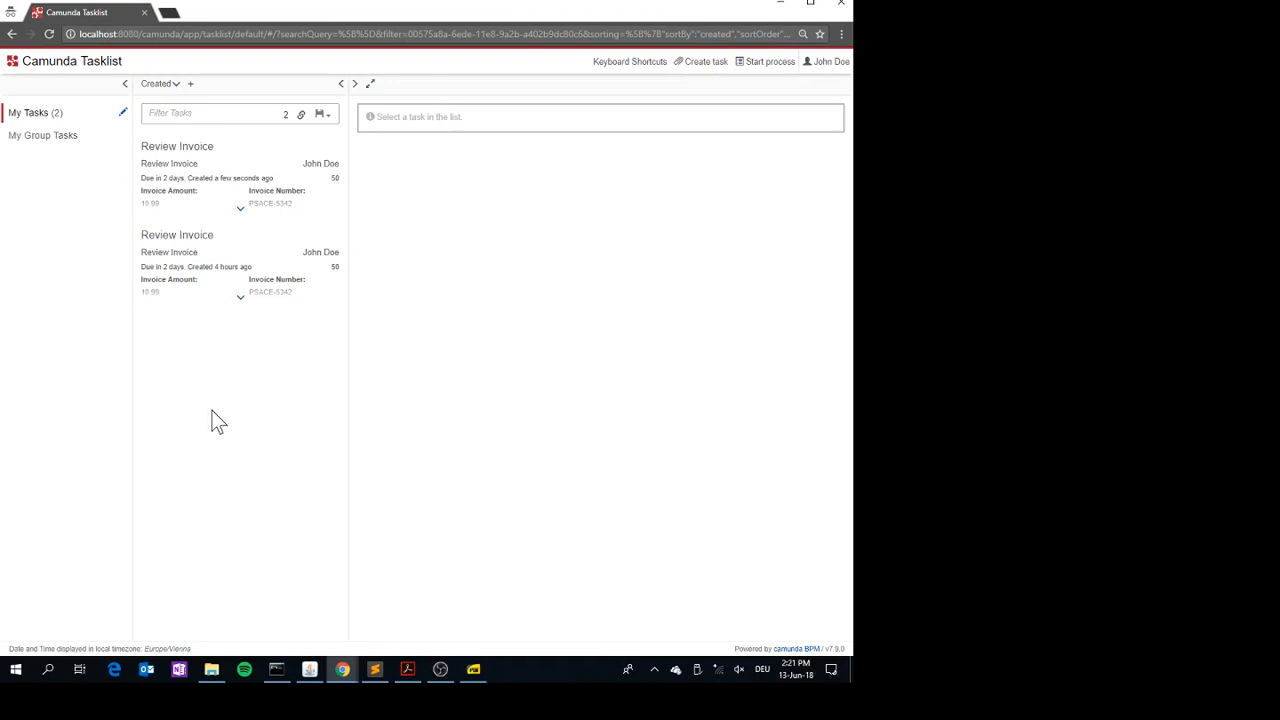 Camunda Tasklist
localhost:8080/camunda/app/tasklist/default/#/?searchQuery=%5B%5D&filter=00575a8a-6ede-11e8-9a2b-a402b9dc80c6&sorting=%5B%7B"sortBy":"created","sortOrder"...
Camunda Tasklist
Keyboard Shortcuts Create task Start process John Doe
Created
My Tasks (2)
Filter Tasks 2
Select a task in the list.
My Group Tasks
Review Invoice
Review Invoice John Doe
Due in 2 days, Created a few seconds ago 50
Invoice Amount: Invoice Number:
10.99 PSACE-5342
Review Invoice
Review Invoice John Doe
Due in 2 days, Created 4 hours ago 50
Invoice Amount: Invoice Number:
10.99 PSACE-5342
Date and Time displayed in local timezone: Europe/Vienna
Powered by camunda BPM / v7.9.0
DEU
2:21 PM
13-Jun-18